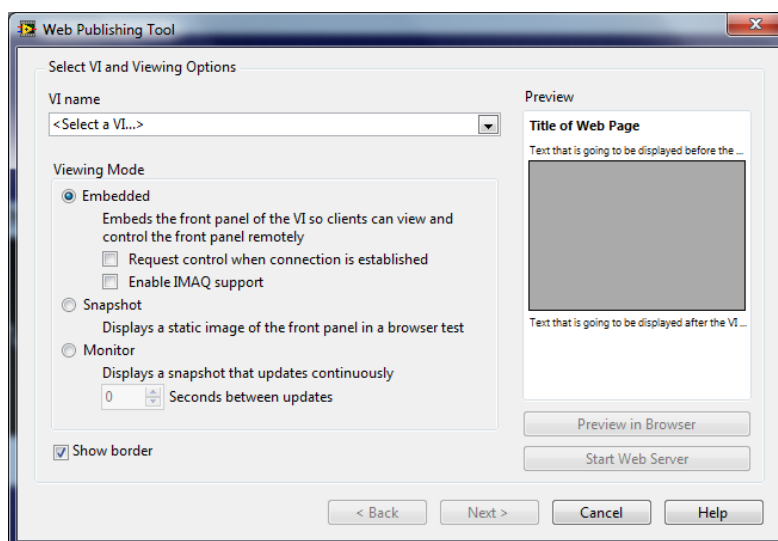 Web Publishing Tool
Select VI and Viewing Options
VI name
<Select a VI...>
Viewing Mode
Embedded
Embeds the front panel of the VI so clients can view and
control the front panel remotely
Request control when connection is established
Enable IMAQ support
Snapshot
Displays a static image of the front panel in a browser test
Monitor
Displays a snapshot that updates continuously
0 Seconds between updates
Show border
Preview
Title of Web Page
Text that is going to be displayed before the ...
Text that is going to be displayed after the VI ...
Preview in Browser
Start Web Server
< Back
Next >
Cancel
Help